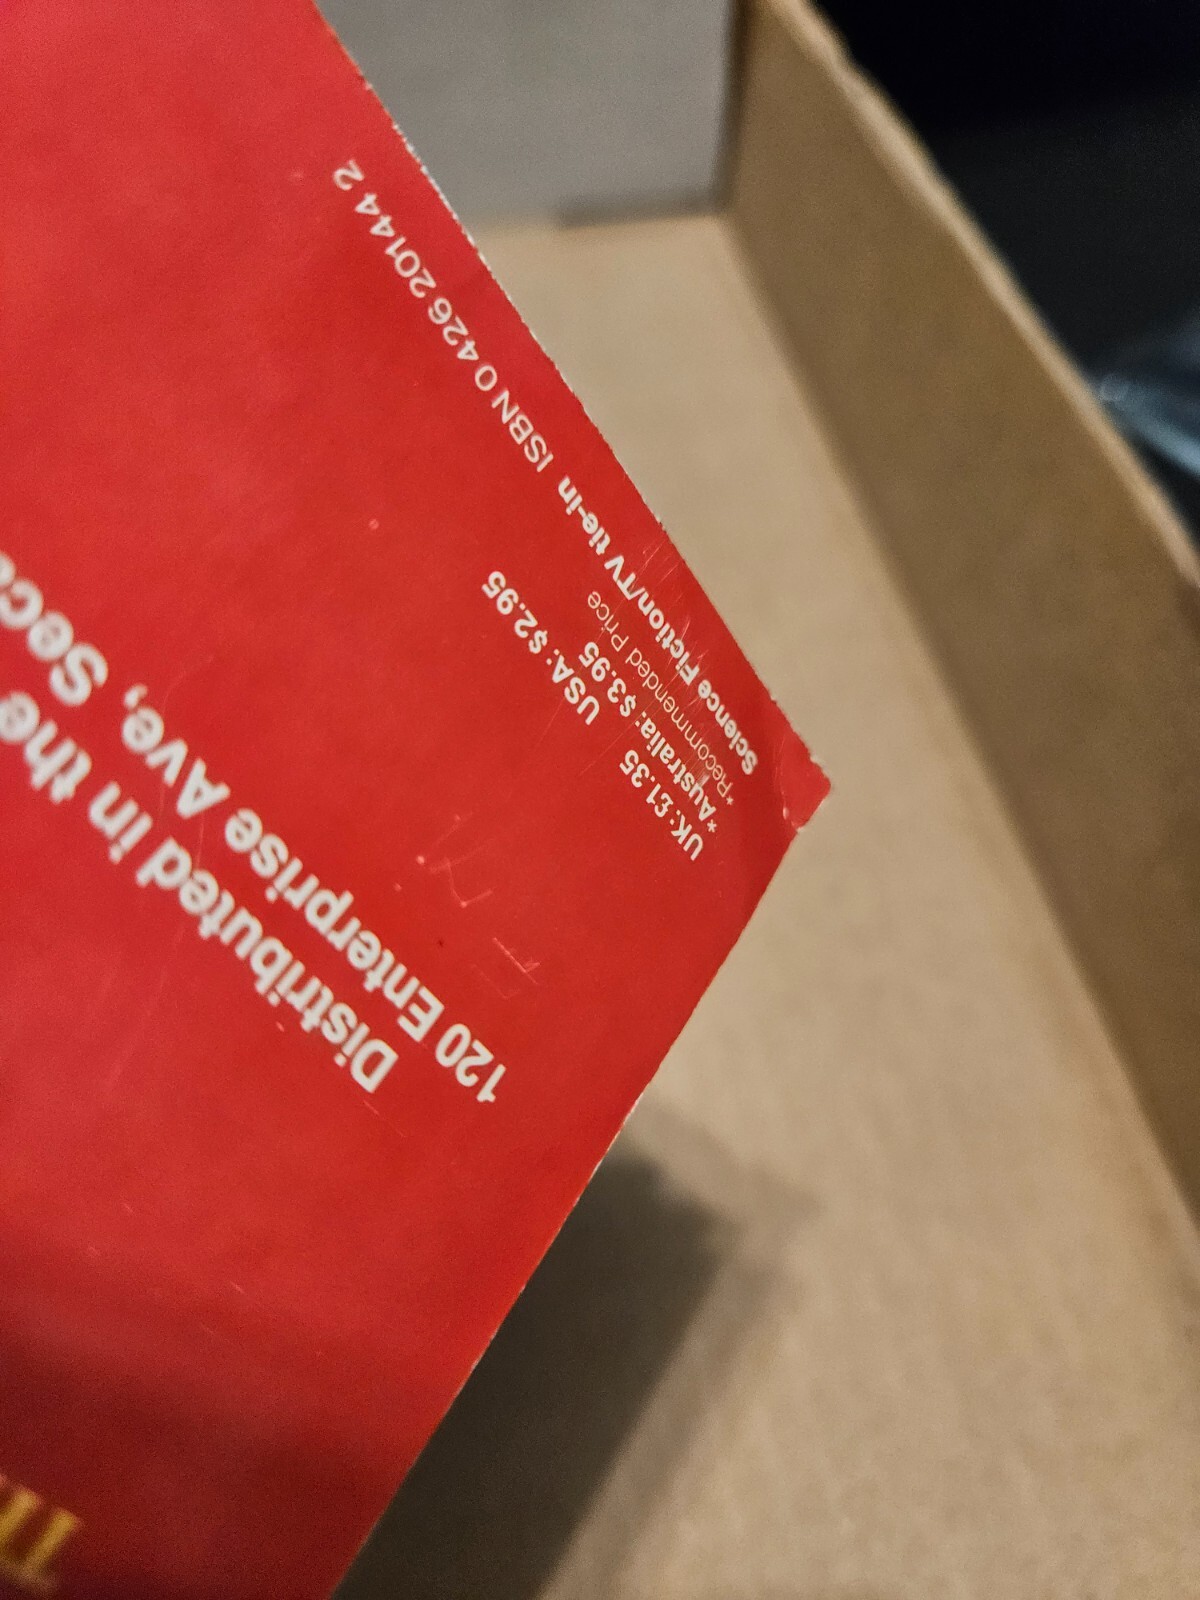 Distributed in the
120 Enterprise Ave, Seca
UK: £1.35 USA: $2.95
*Australia: $3.95
*Recommended Price
Science Fiction/TV tie-in ISBN 0 426 20144 2